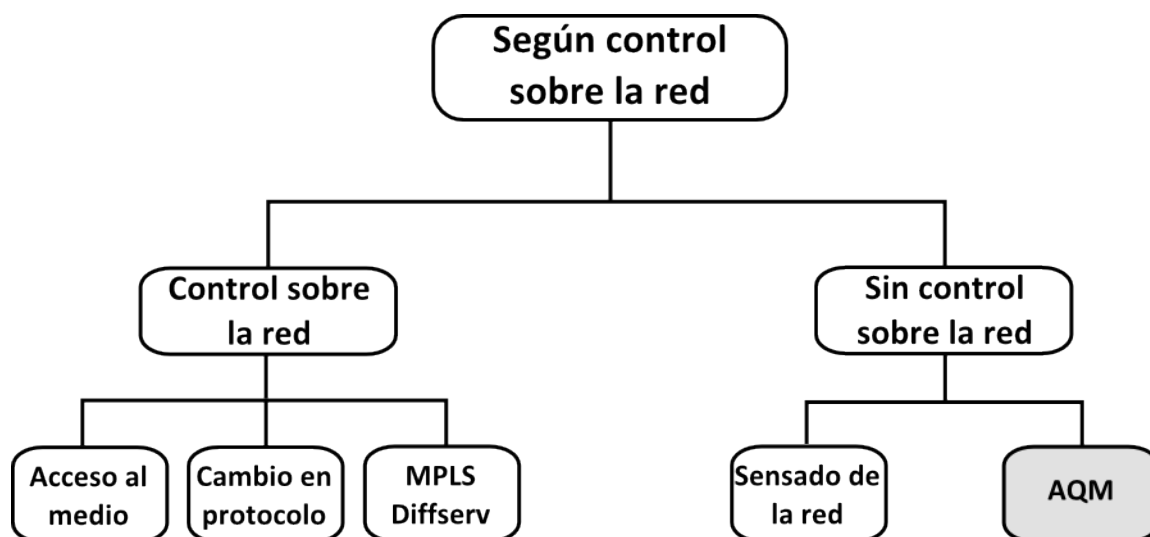 Según control
sobre la red
Control sobre
la red
Sin control
sobre la red
Acceso al
medio
Cambio en
protocolo
MPLS
Diffserv
Sensado de
la red
AQM